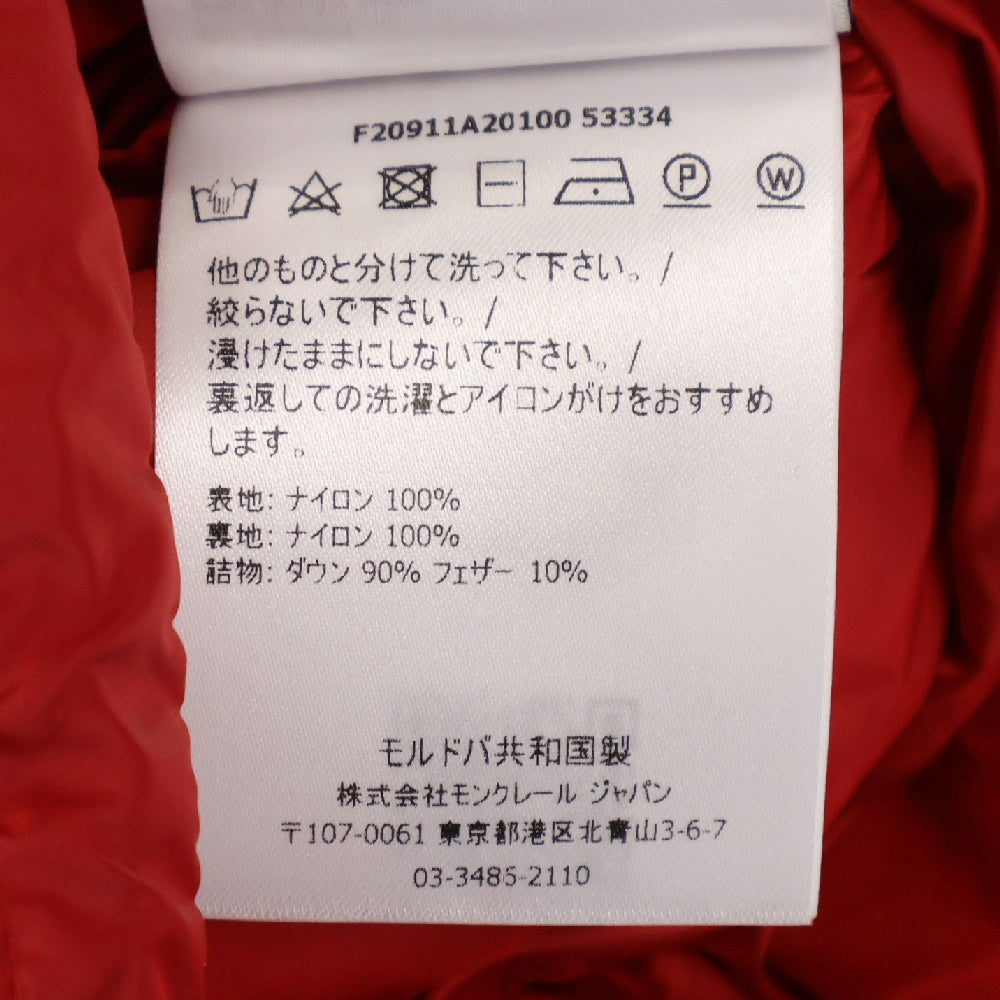 F20911A20100 53334
P W
他のものと分けて洗って下さい。/
絞らないで下さい。/
浸けたままにしないで下さい。/
裏返しての洗濯とアイロンがけをおすすめ
します。
表地: ナイロン 100%
裏地: ナイロン 100%
詰物: ダウン 90% フェザー 10%
モルドバ共和国製
株式会社モンクレール ジャパン
〒107-0061 東京都港区北青山3-6-7
03-3486-2110